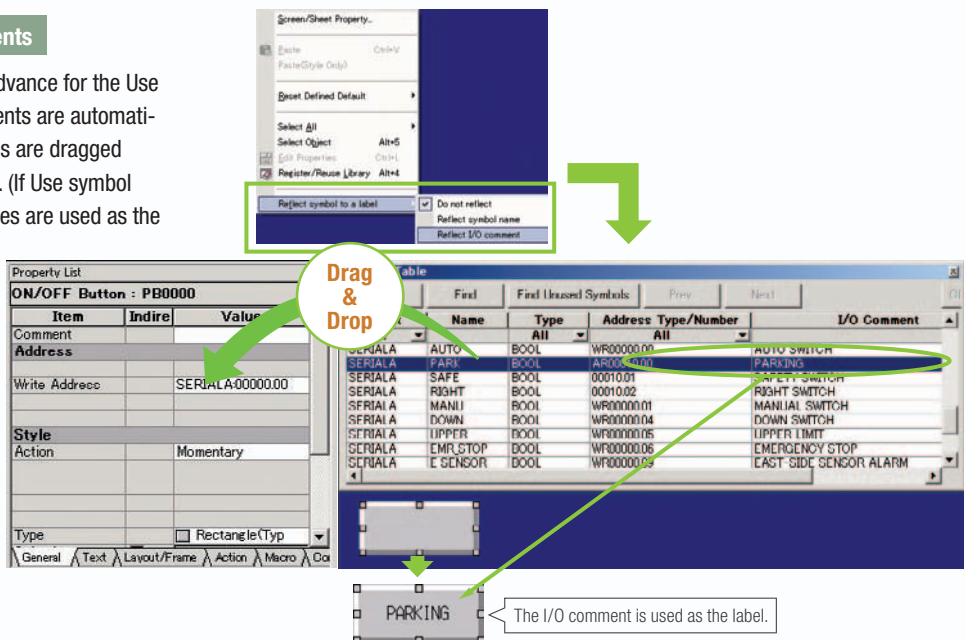 Screen/Sheet Property...
Paste Ctrl+V
Paste(Style Only)
Reset Defined Default
Select All
Select Object Alt+5
Edit Properties Ctrl+L
Register/Reuse Library Alt+4
Reflect symbol to a label
Do not reflect
Reflect symbol name
Reflect I/O comment
ents
dvance for the Use
ents are automati-
s are dragged
. (If Use symbol
es are used as the
Property List
ON/OFF Button : PB0000
Item Indire Value
Comment
Address
Write Address SERIALA:00000.00
Style
Action Momentary
Type Rectangle(Typ
General Text Layout/Frame Action Macro Co
Drag
&
Drop
able
Find Find Unused Symbols Prev Next
Name Type Address Type/Number I/O Comment
All All
SERIALA AUTO BOOL WR00000.00 AUTO SWITCH
SERIALA PARK BOOL AR00000.00 PARKING
SERIALA SAFE BOOL 00010.01 SAFETY SWITCH
SERIALA RIGHT BOOL 00010.02 RIGHT SWITCH
SERIALA MANU BOOL WR00000.01 MANUAL SWITCH
SERIALA DOWN BOOL WR00000.04 DOWN SWITCH
SERIALA UPPER BOOL WR00000.05 UPPER LIMIT
SERIALA EMR_STOP BOOL WR00000.06 EMERGENCY STOP
SERIALA E SENSOR BOOL WR00000.09 EAST-SIDE SENSOR ALARM
PARKING
The I/O comment is used as the label.